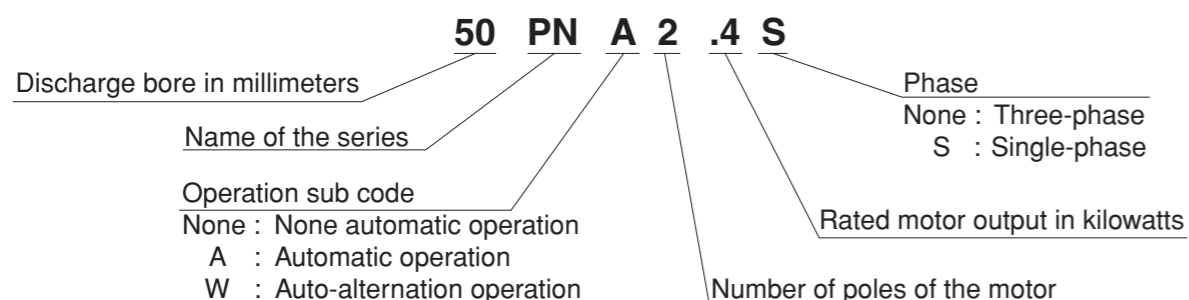 50 PN A 2 .4 S
Discharge bore in millimeters
Name of the series
Operation sub code
None : None automatic operation
A : Automatic operation
W : Auto-alternation operation
Phase
None : Three-phase
S : Single-phase
Rated motor output in kilowatts
Number of poles of the motor